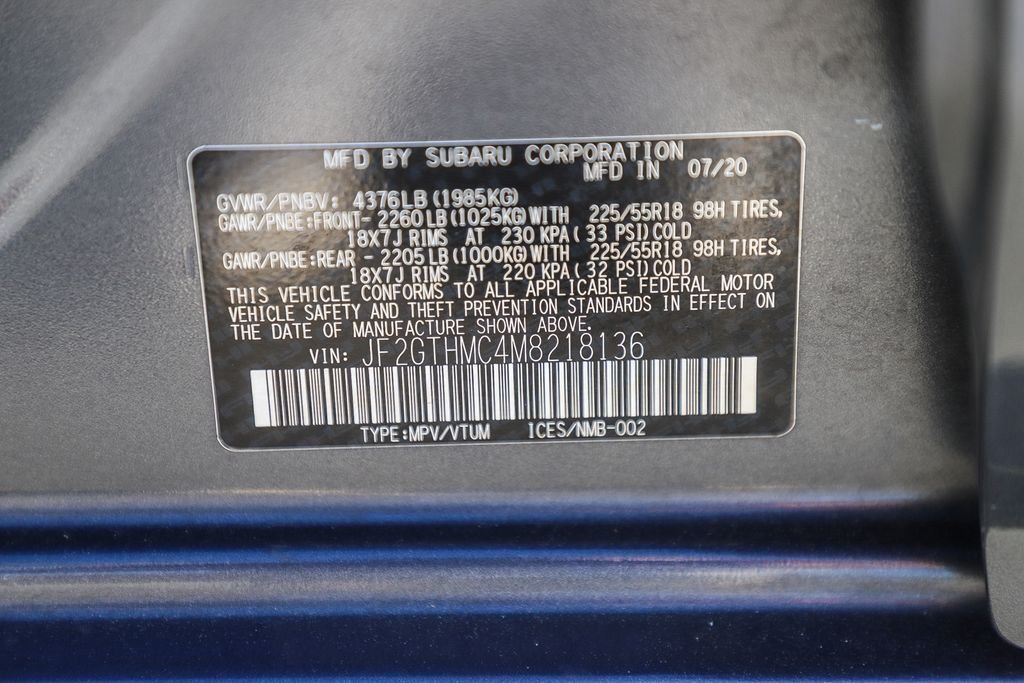 MFD BY SUBARU CORPORATION
MFD IN 07/20
GVWR/PNBV: 4376LB(1985KG)
GAWR/PNBE:FRONT- 2260LB(1025KG)WITH 225/55R18 98H TIRES,
18X7J RIMS AT 230 KPA( 33 PSI)COLD
GAWR/PNBE:REAR - 2205LB(1000KG)WITH 225/55R18 98H TIRES,
18X7J RIMS AT 220 KPA( 32 PSI)COLD
THIS VEHICLE CONFORMS TO ALL APPLICABLE FEDERAL MOTOR
VEHICLE SAFETY AND THEFT PREVENTION STANDARDS IN EFFECT ON
THE DATE OF MANUFACTURE SHOWN ABOVE.
VIN: JF2GTHMC4M8218136
TYPE:MPV/VTUM ICES/NMB-002